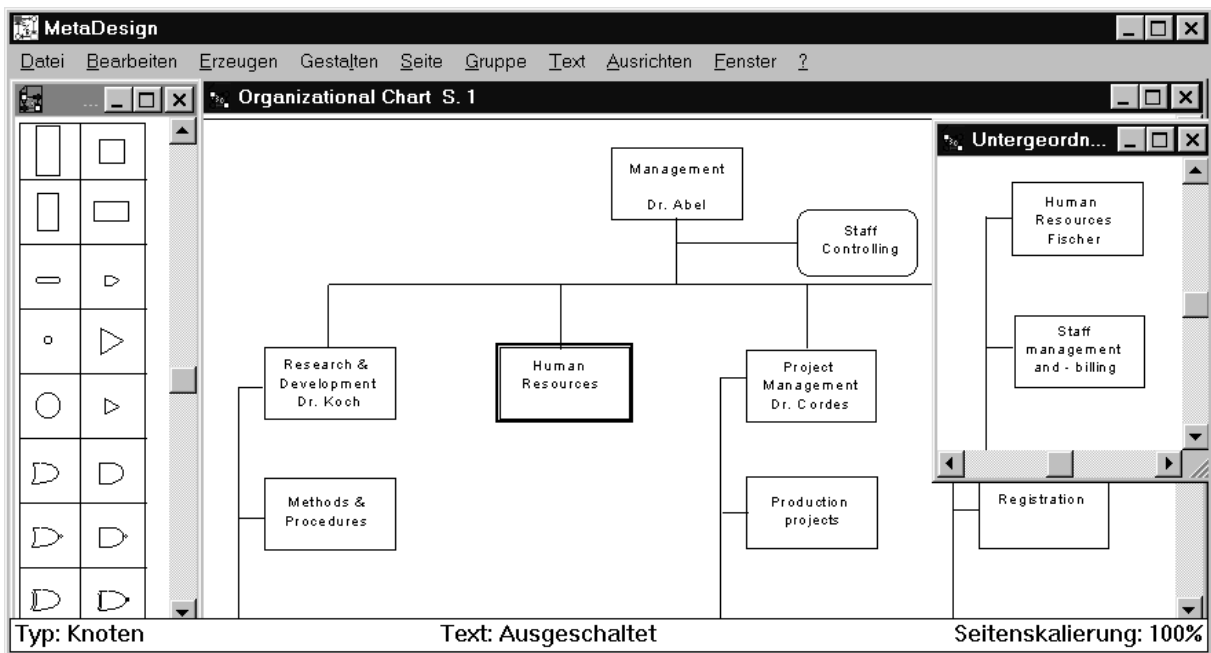 MetaDesign
Datei Bearbeiten Erzeugen Gestalten Seite Gruppe Text Ausrichten Fenster ?
...
Organizational Chart S. 1
Untergeordn...
Management
Dr. Abel
Staff
Controlling
Human
Resources
Fischer
Staff
management
and - billing
Research &
Development
Dr. Koch
Human
Resources
Project
Management
Dr. Cordes
Methods &
Procedures
Production
projects
Registration
Typ: Knoten Text: Ausgeschaltet Seitenskalierung: 100%